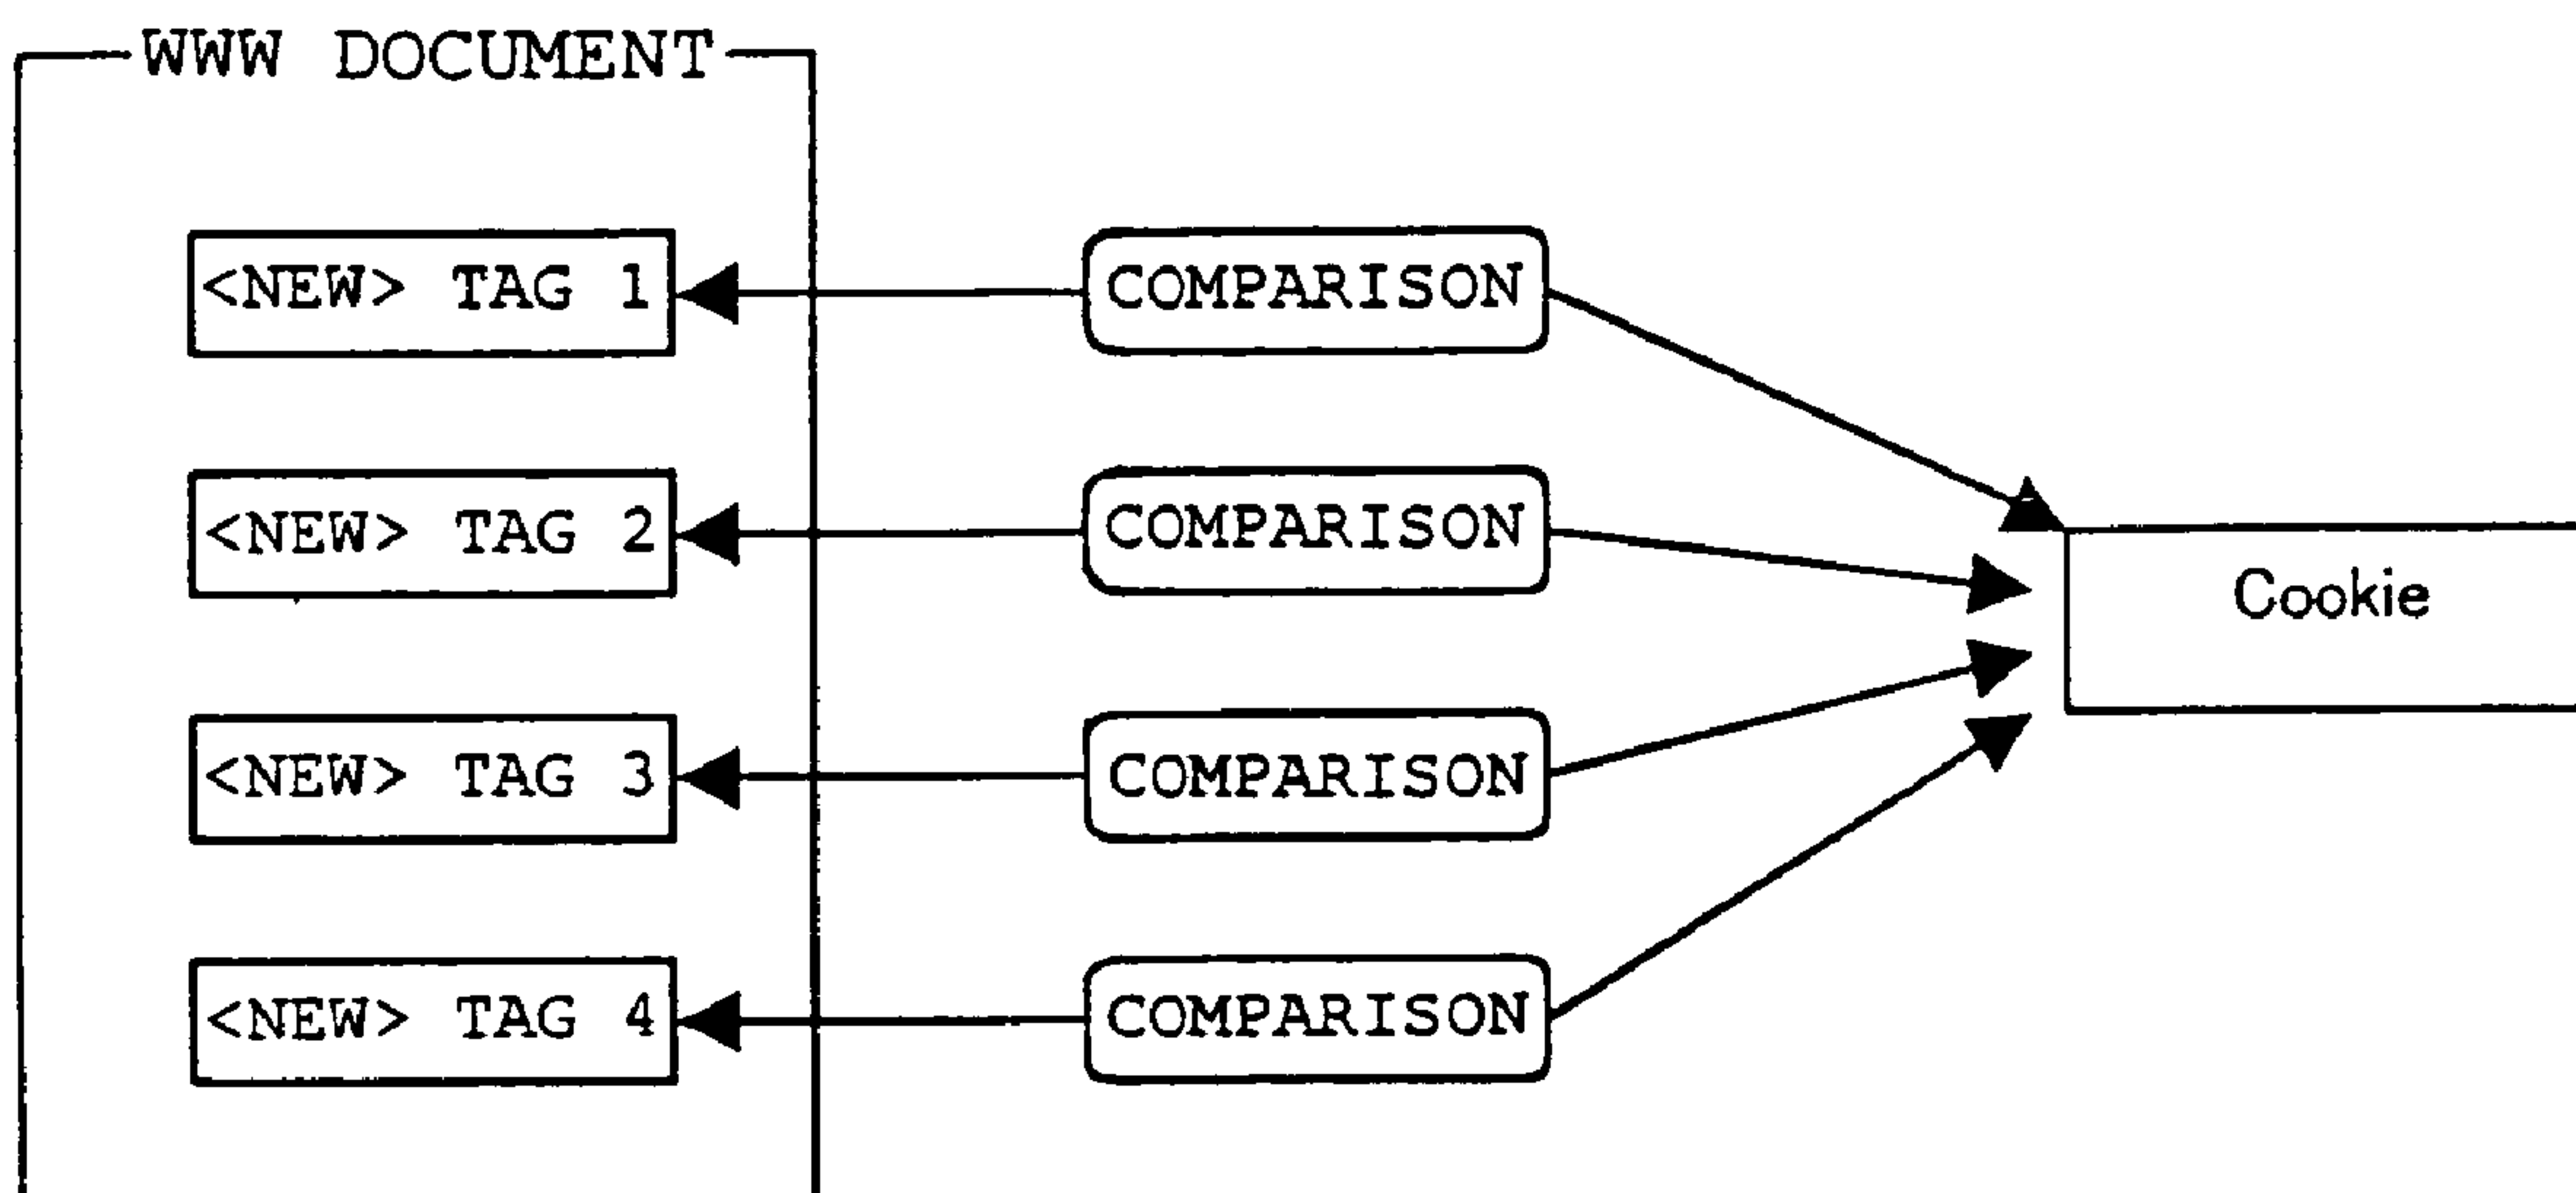 WWW DOCUMENT
<NEW> TAG 1
COMPARISON
<NEW> TAG 2
COMPARISON
Cookie
<NEW> TAG 3
COMPARISON
<NEW> TAG 4
COMPARISON